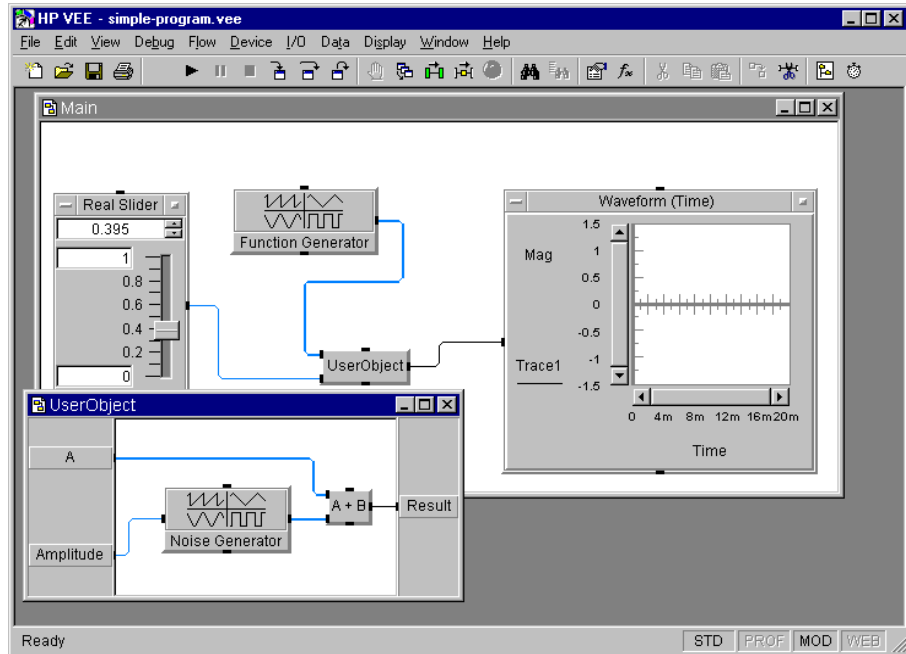 HP VEE - simple-program.vee
File Edit View Debug Flow Device I/O Data Display Window Help
Main
Real Slider
0.395
1
0.8
0.6
0.4
0.2
0
Function Generator
UserObject
Waveform (Time)
Mag
Trace1
1.5
1
0.5
0
-0.5
-1
-1.5
0 4m 8m 12m 16m 20m
Time
UserObject
A
Amplitude
Noise Generator
A + B
Result
Ready
STD PROF MOD WEB